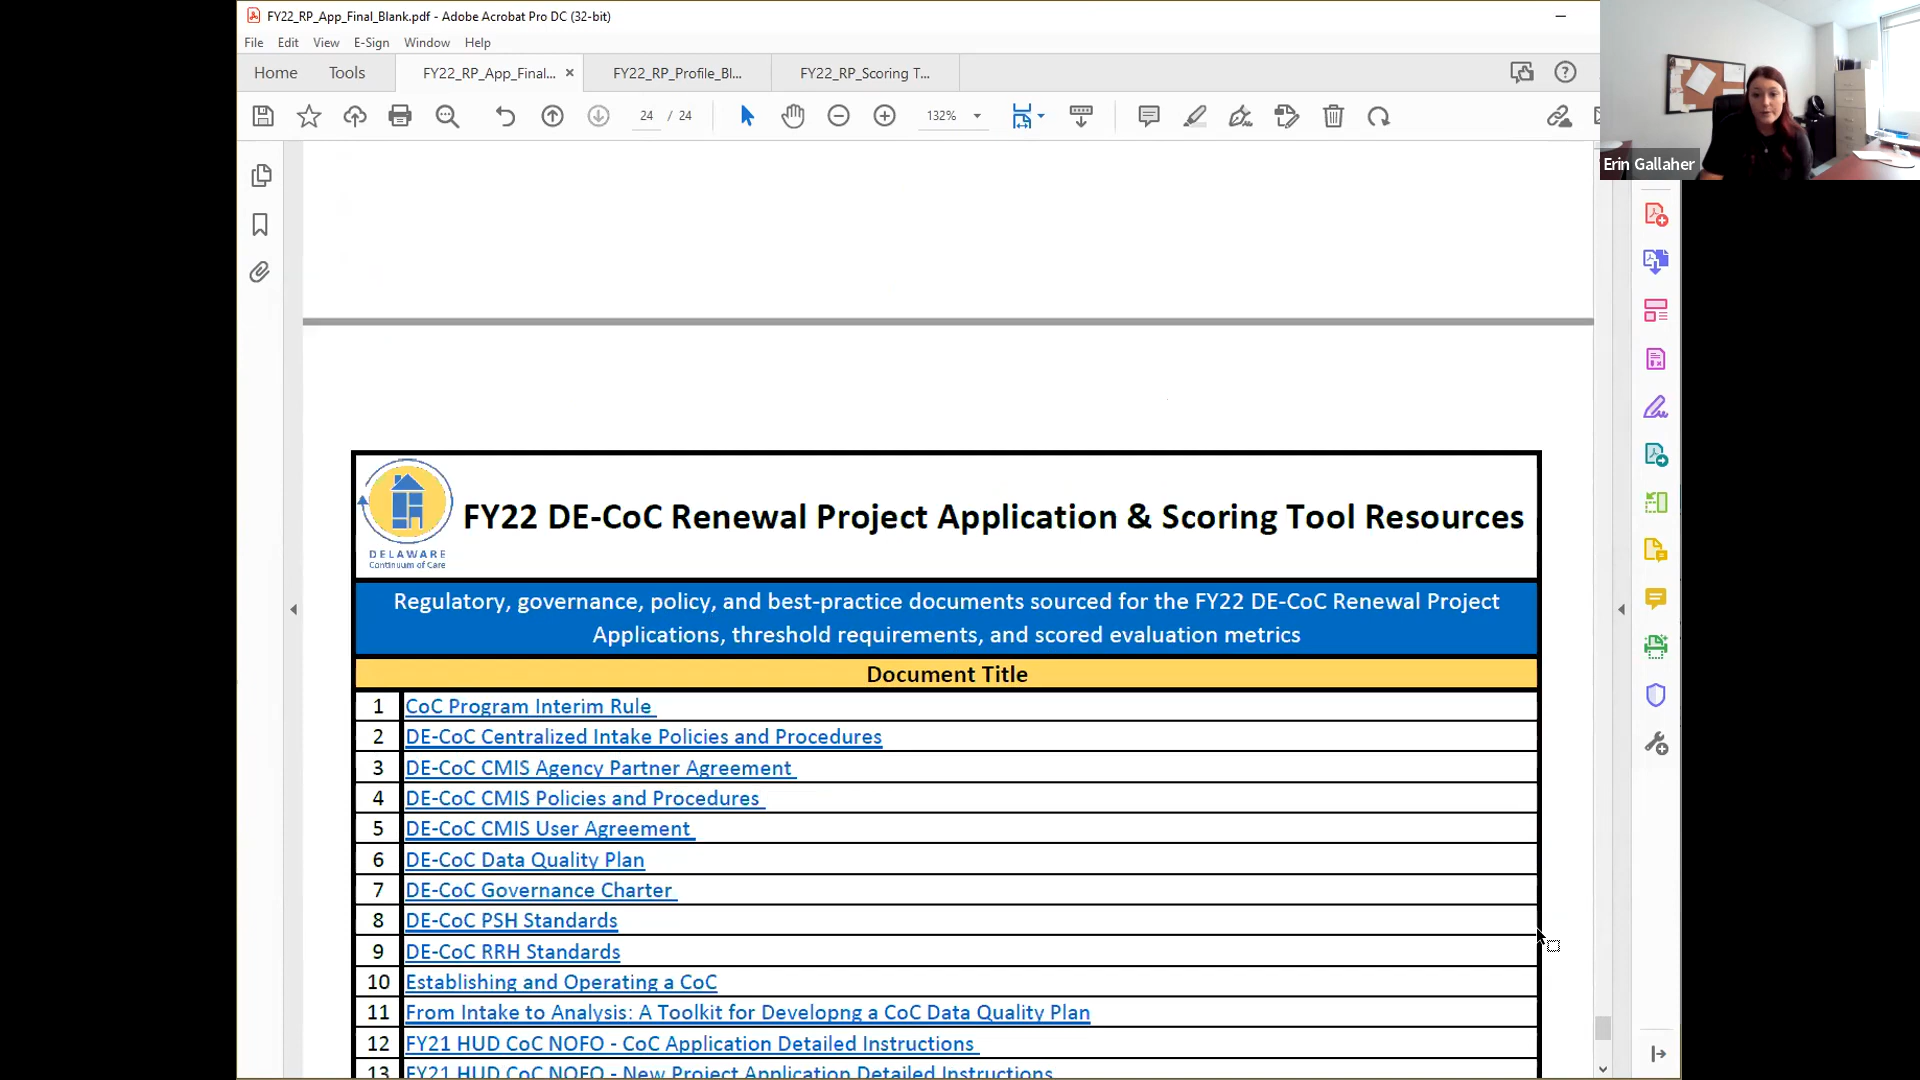 FY22_RP_App_Final_Blank.pdf - Adobe Acrobat Pro DC (32-bit)
File Edit View E-Sign Window Help
Home Tools FY22_RP_App_Final... × FY22_RP_Profile_Bl... FY22_RP_Scoring T...
24 / 24 132%
Erin Gallaher
DELAWARE
Continuum of Care
FY22 DE-CoC Renewal Project Application & Scoring Tool Resources
Regulatory, governance, policy, and best-practice documents sourced for the FY22 DE-CoC Renewal Project
Applications, threshold requirements, and scored evaluation metrics
Document Title
1 CoC Program Interim Rule
2 DE-CoC Centralized Intake Policies and Procedures
3 DE-CoC CMIS Agency Partner Agreement
4 DE-CoC CMIS Policies and Procedures
5 DE-CoC CMIS User Agreement
6 DE-CoC Data Quality Plan
7 DE-CoC Governance Charter
8 DE-CoC PSH Standards
9 DE-CoC RRH Standards
10 Establishing and Operating a CoC
11 From Intake to Analysis: A Toolkit for Developng a CoC Data Quality Plan
12 FY21 HUD CoC NOFO - CoC Application Detailed Instructions
13 FY21 HUD CoC NOFO - New Project Application Detailed Instructions